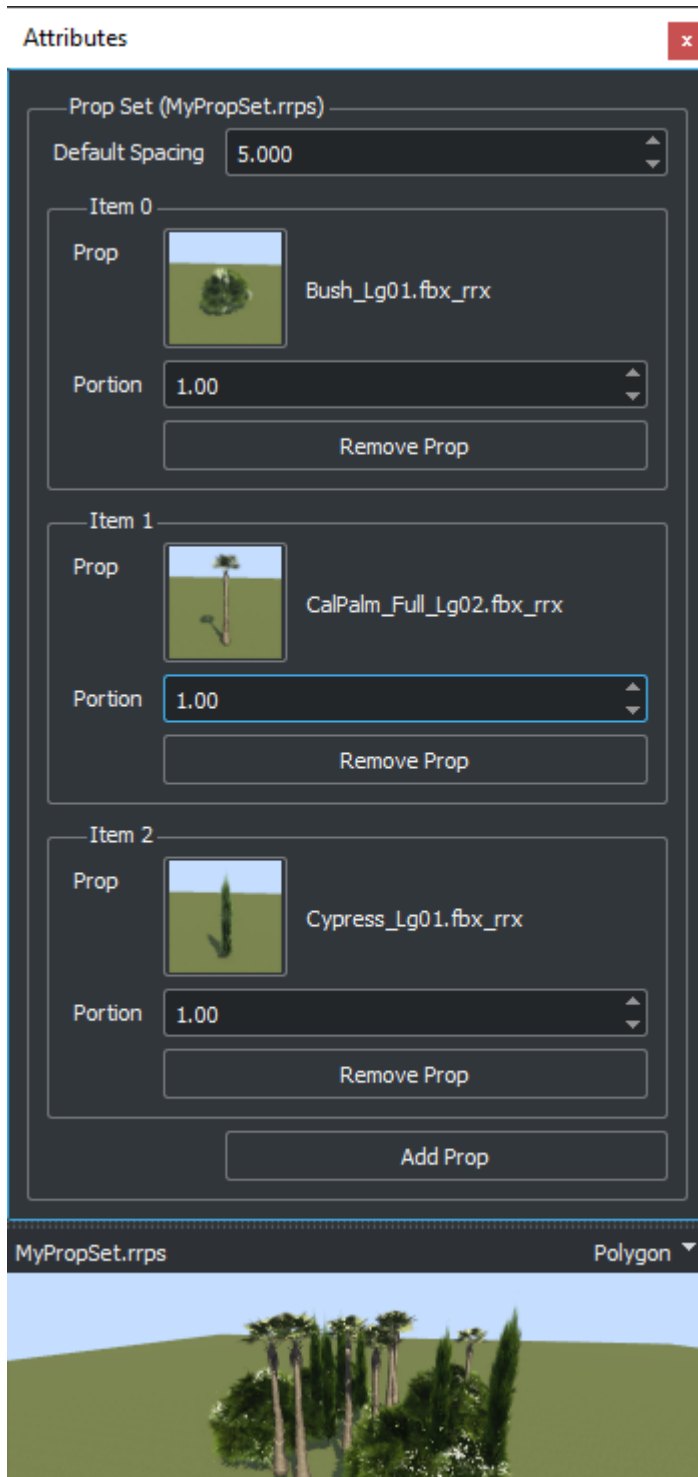 Attributes
x
Prop Set (MyPropSet.rrps)
Default Spacing 5.000
Item 0
Prop
Bush_Lg01.fbx_rrx
Portion 1.00
Remove Prop
Item 1
Prop
CalPalm_Full_Lg02.fbx_rrx
Portion 1.00
Remove Prop
Item 2
Prop
Cypress_Lg01.fbx_rrx
Portion 1.00
Remove Prop
Add Prop
MyPropSet.rrps Polygon